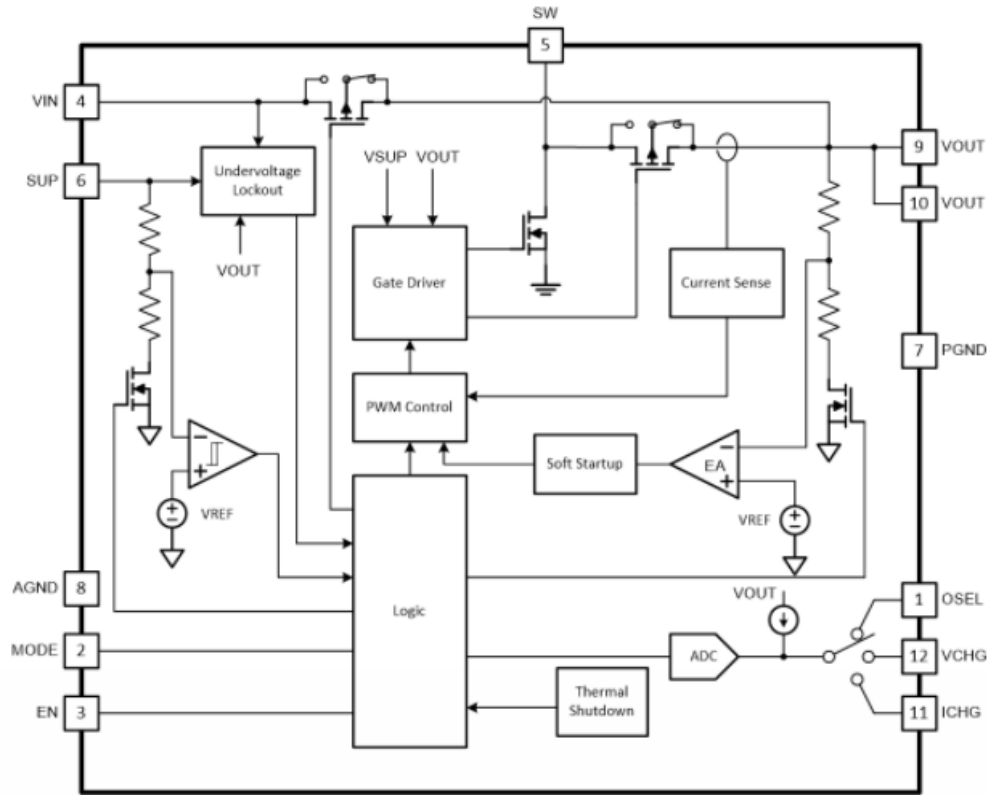 SW
5
VIN
4
SUP
6
Undervoltage
Lockout
VOUT
VSUP
VOUT
Gate Driver
Current Sense
9
VOUT
10
VOUT
7
PGND
PWM Control
Soft Startup
−
EA
+
−
+
+
−
VREF
+
−
VREF
AGND
8
MODE
2
EN
3
Logic
VOUT
ADC
Thermal
Shutdown
1
OSEL
12
VCHG
11
ICHG